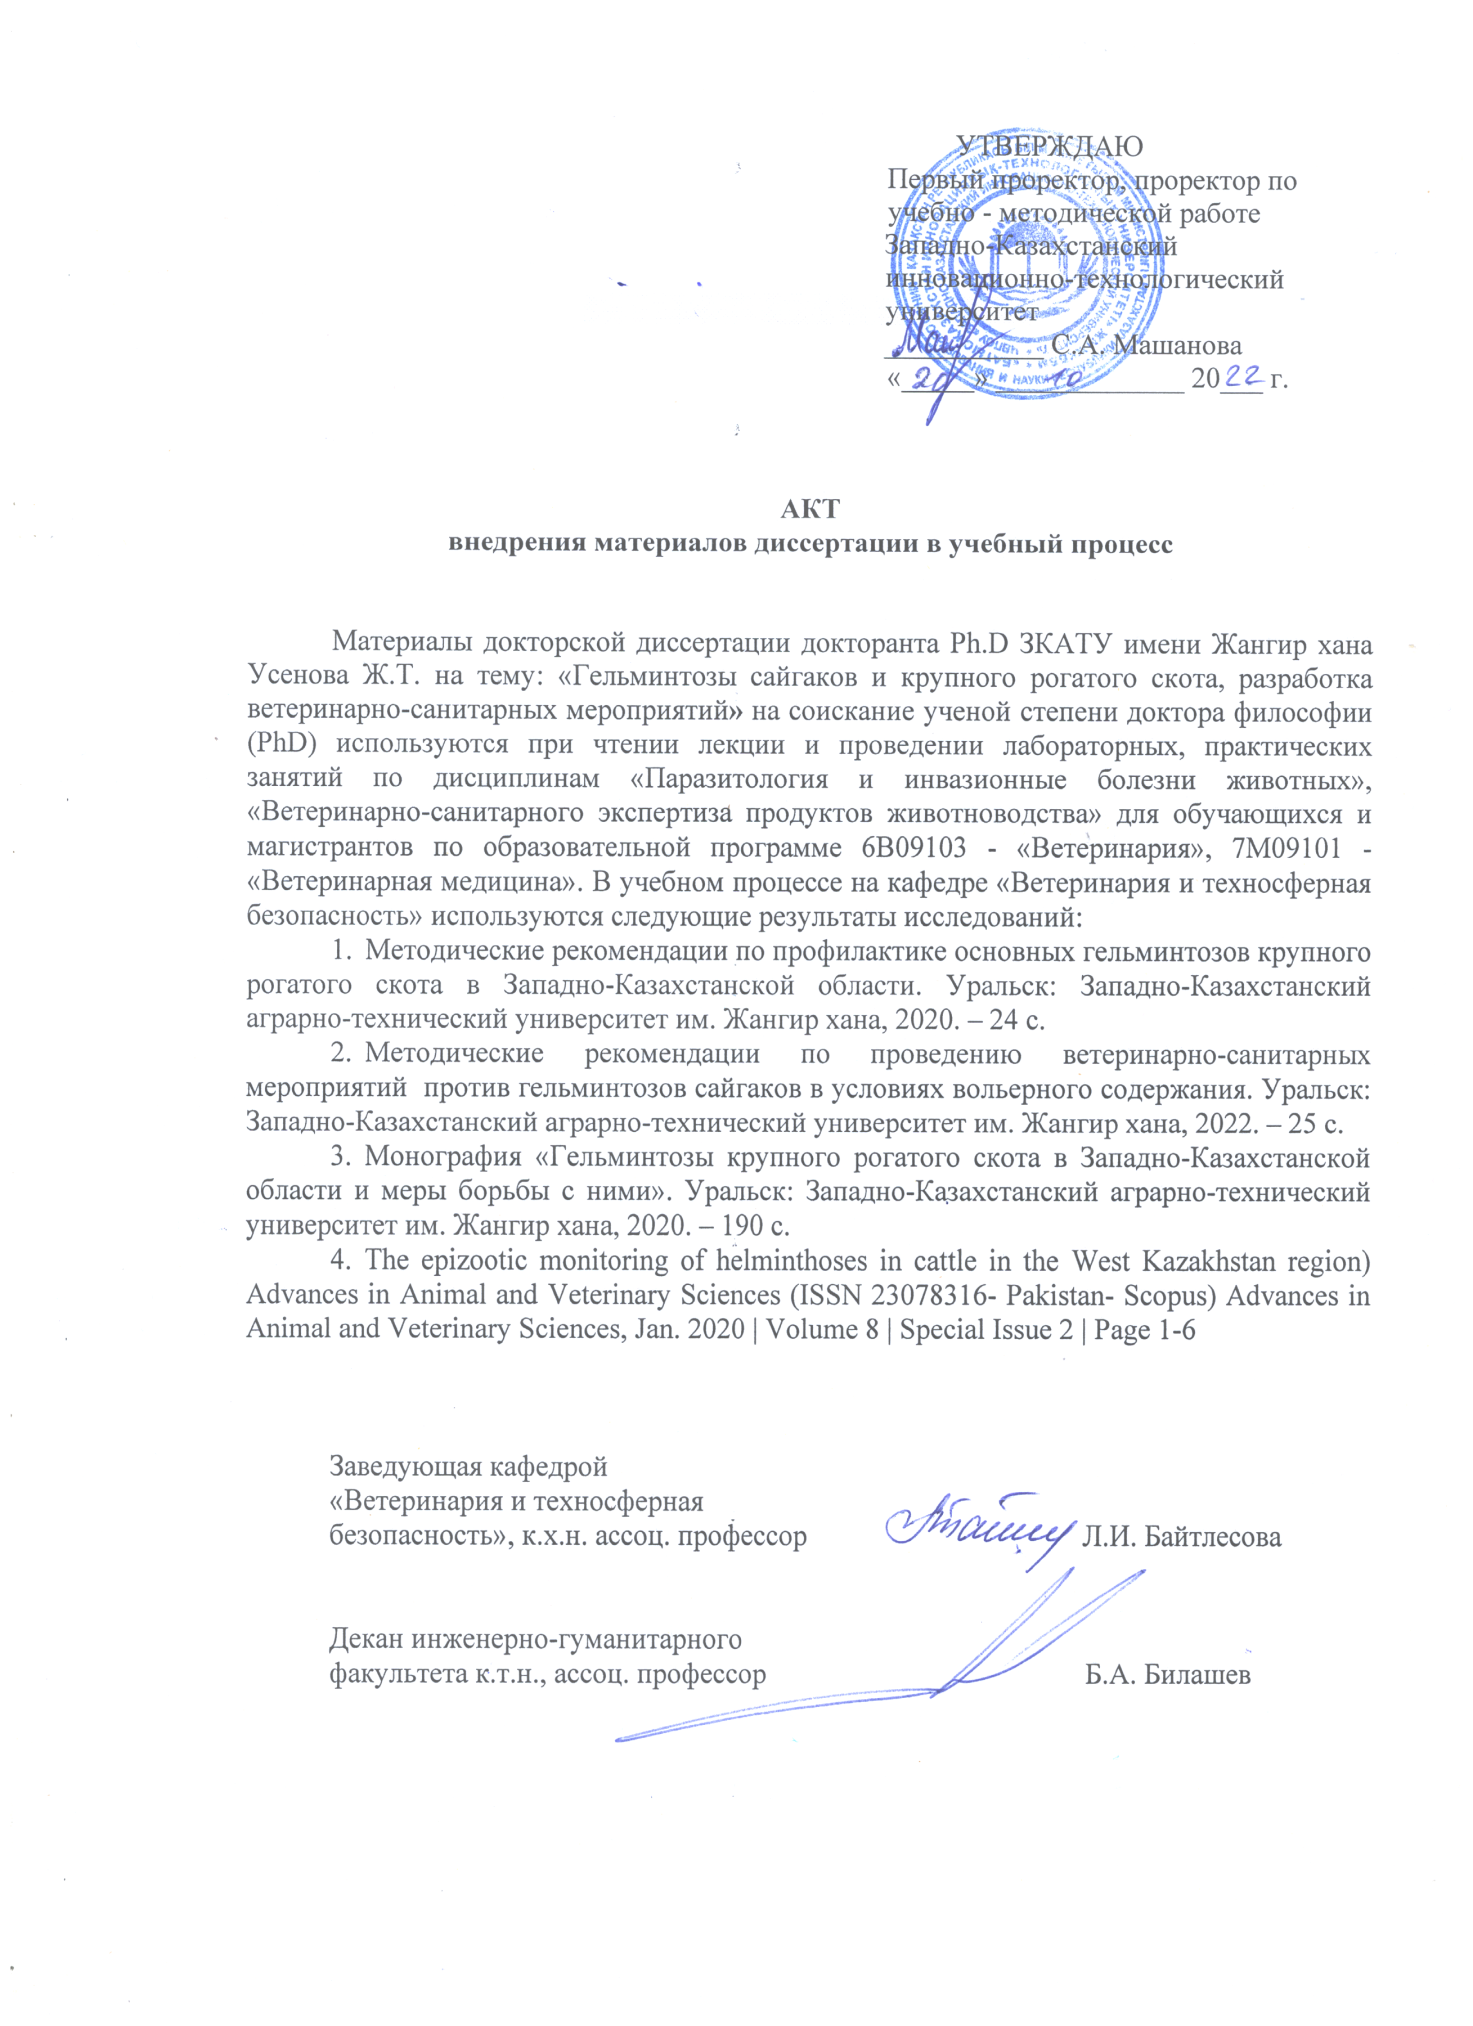 УТВЕРЖДАЮ
Первый проректор, проректор по
учебно - методической работе
Западно-Казахстанский
инновационно-технологический
университет
___________ С.А. Машанова
«_____» 10 _____________ 2022 г.
АКТ
внедрения материалов диссертации в учебный процесс
Материалы докторской диссертации докторанта Ph.D ЗКАТУ имени Жангир хана
Усенова Ж.Т. на тему: «Гельминтозы сайгаков и крупного рогатого скота, разработка
ветеринарно-санитарных мероприятий» на соискание ученой степени доктора философии
(PhD) используются при чтении лекции и проведении лабораторных, практических
занятий по дисциплинам «Паразитология и инвазионные болезни животных»,
«Ветеринарно-санитарного экспертиза продуктов животноводства» для обучающихся и
магистрантов по образовательной программе 6В09103 - «Ветеринария», 7М09101 -
«Ветеринарная медицина». В учебном процессе на кафедре «Ветеринария и техносферная
безопасность» используются следующие результаты исследований:
1. Методические рекомендации по профилактике основных гельминтозов крупного
рогатого скота в Западно-Казахстанской области. Уральск: Западно-Казахстанский
аграрно-технический университет им. Жангир хана, 2020. – 24 с.
2. Методические рекомендации по проведению ветеринарно-санитарных
мероприятий против гельминтозов сайгаков в условиях вольерного содержания. Уральск:
Западно-Казахстанский аграрно-технический университет им. Жангир хана, 2022. – 25 с.
3. Монография «Гельминтозы крупного рогатого скота в Западно-Казахстанской
области и меры борьбы с ними». Уральск: Западно-Казахстанский аграрно-технический
университет им. Жангир хана, 2020. – 190 с.
4. The epizootic monitoring of helminthoses in cattle in the West Kazakhstan region)
Advances in Animal and Veterinary Sciences (ISSN 23078316- Pakistan- Scopus) Advances in
Animal and Veterinary Sciences, Jan. 2020 | Volume 8 | Special Issue 2 | Page 1-6
Заведующая кафедрой
«Ветеринария и техносферная
безопасность», к.х.н. ассоц. профессор Л.И. Байтлесова
Декан инженерно-гуманитарного
факультета к.т.н., ассоц. профессор Б.А. Билашев